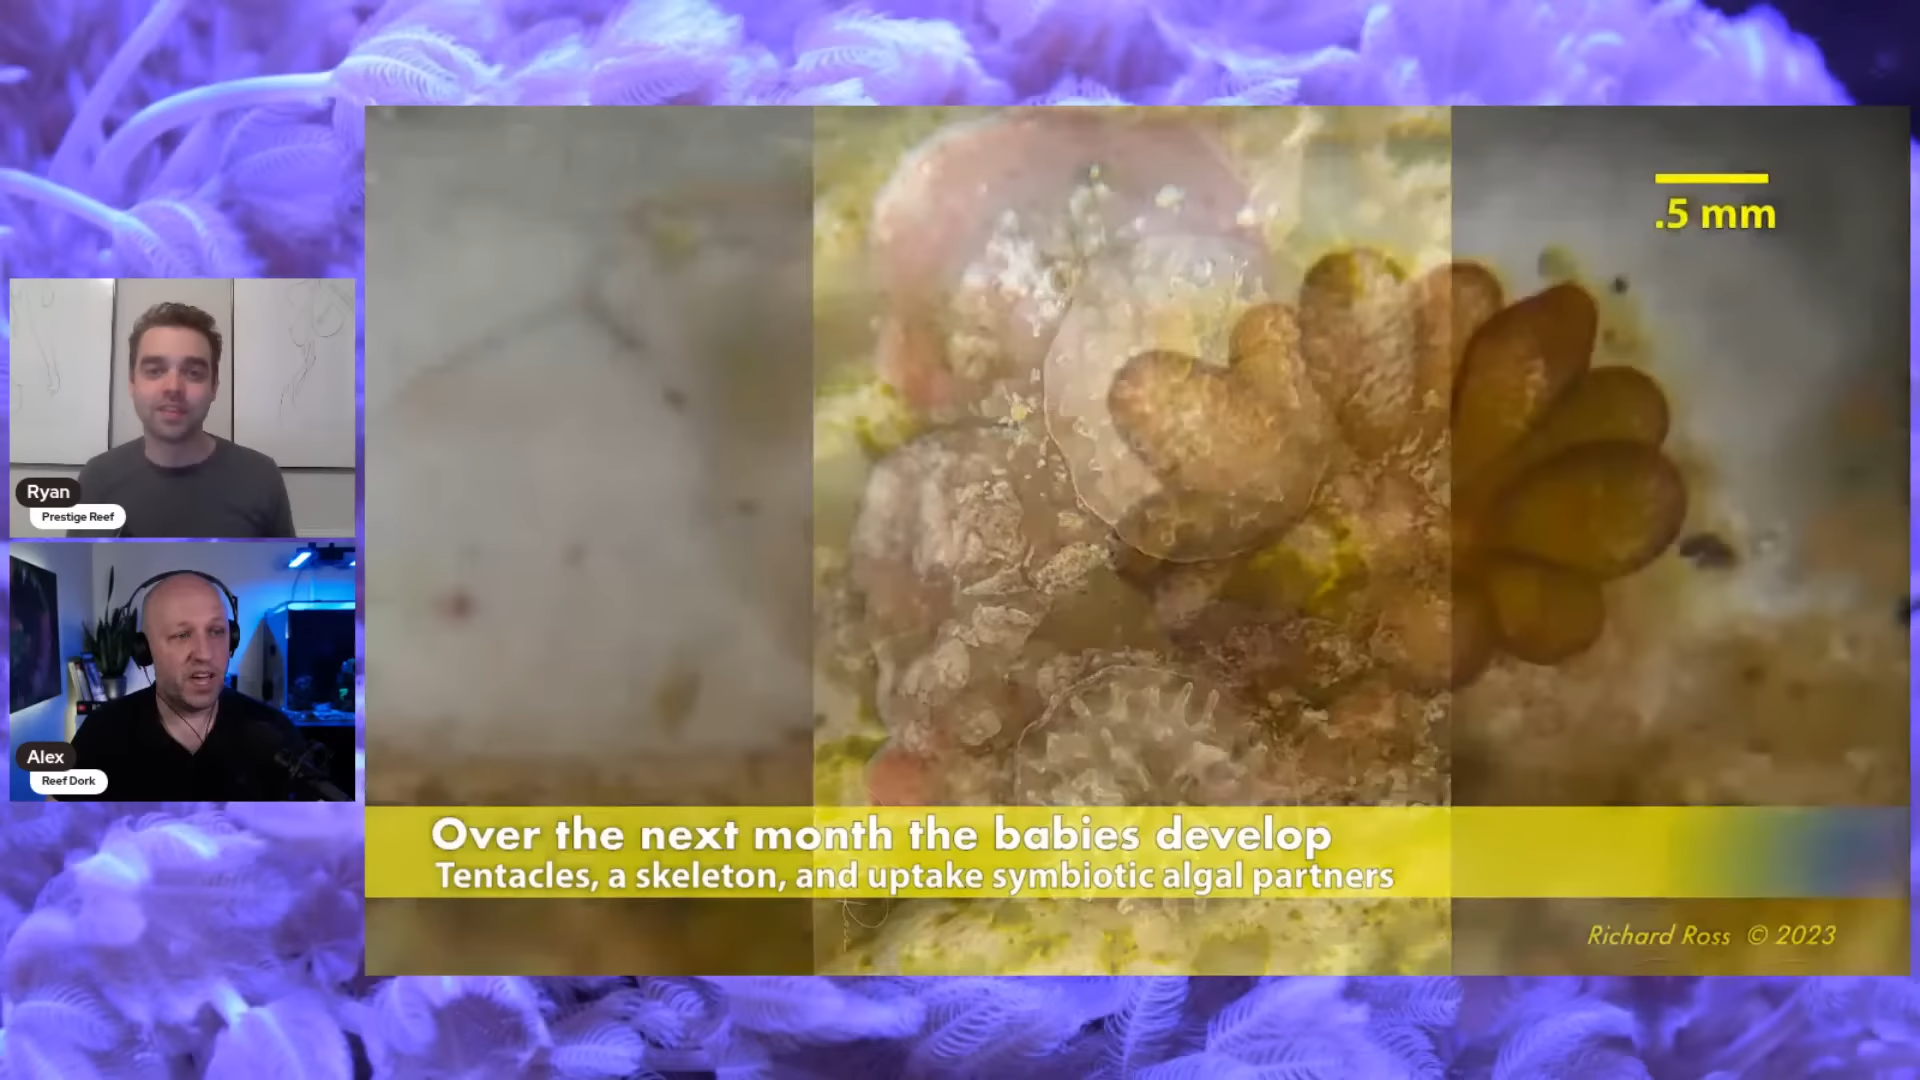 .5 mm
Ryan
Prestige Reef
Alex
Reef Dork
Over the next month the babies develop
Tentacles, a skeleton, and uptake symbiotic algal partners
Richard Ross © 2023